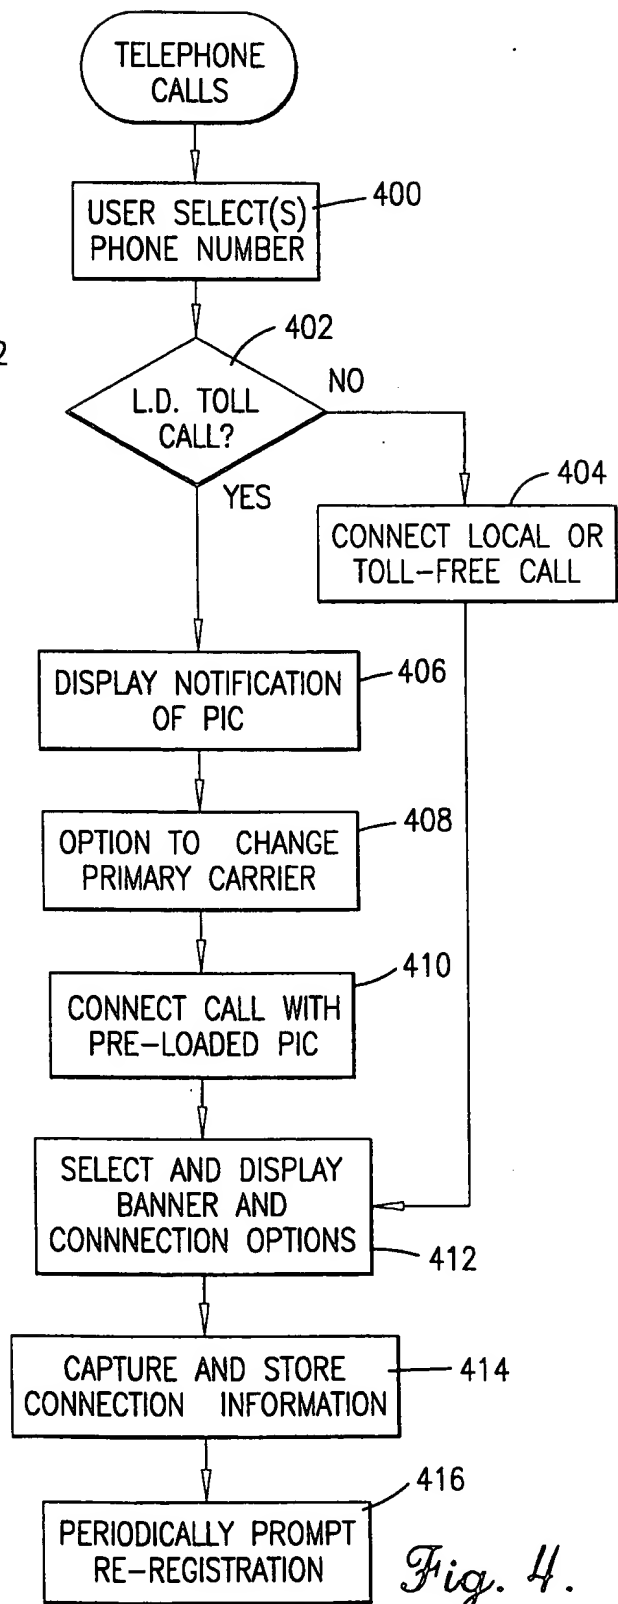 TELEPHONE
CALLS
USER SELECT(S)
PHONE NUMBER
400
2
402
L.D. TOLL
CALL?
NO
YES
404
CONNECT LOCAL OR
TOLL-FREE CALL
DISPLAY NOTIFICATION
OF PIC
406
OPTION TO CHANGE
PRIMARY CARRIER
408
410
CONNECT CALL WITH
PRE-LOADED PIC
SELECT AND DISPLAY
BANNER AND
CONNNECTION OPTIONS
412
CAPTURE AND STORE
CONNECTION INFORMATION
414
416
PERIODICALLY PROMPT
RE-REGISTRATION
Fig. 4.